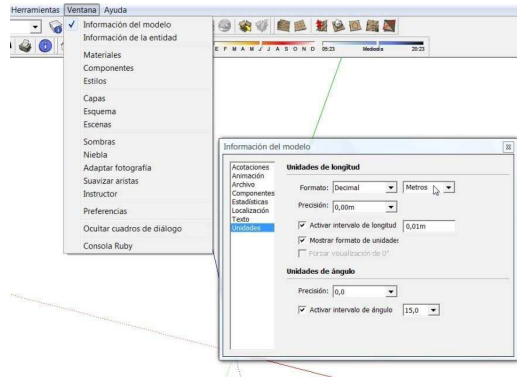 Herramientas Ventana Ayuda
Información del modelo
Información de la entidad
Materiales
Componentes
Estilos
Capas
Esquema
Escenas
Sombras
Niebla
Adaptar fotografía
Suavizar aristas
Instructor
Preferencias
Ocultar cuadros de diálogo
Consola Ruby
E F M A M J J A S O N D 05:23 Mediodía 20:23
Información del modelo
Acotaciones
Animación
Archivo
Componentes
Estadísticas
Localización
Texto
Unidades
Unidades de longitud
Formato: Decimal Metros
Precisión: 0,00m
Activar intervalo de longitud 0,01m
Mostrar formato de unidades
Forzar visualización de 0"
Unidades de ángulo
Precisión: 0,0
Activar intervalo de ángulo 15,0